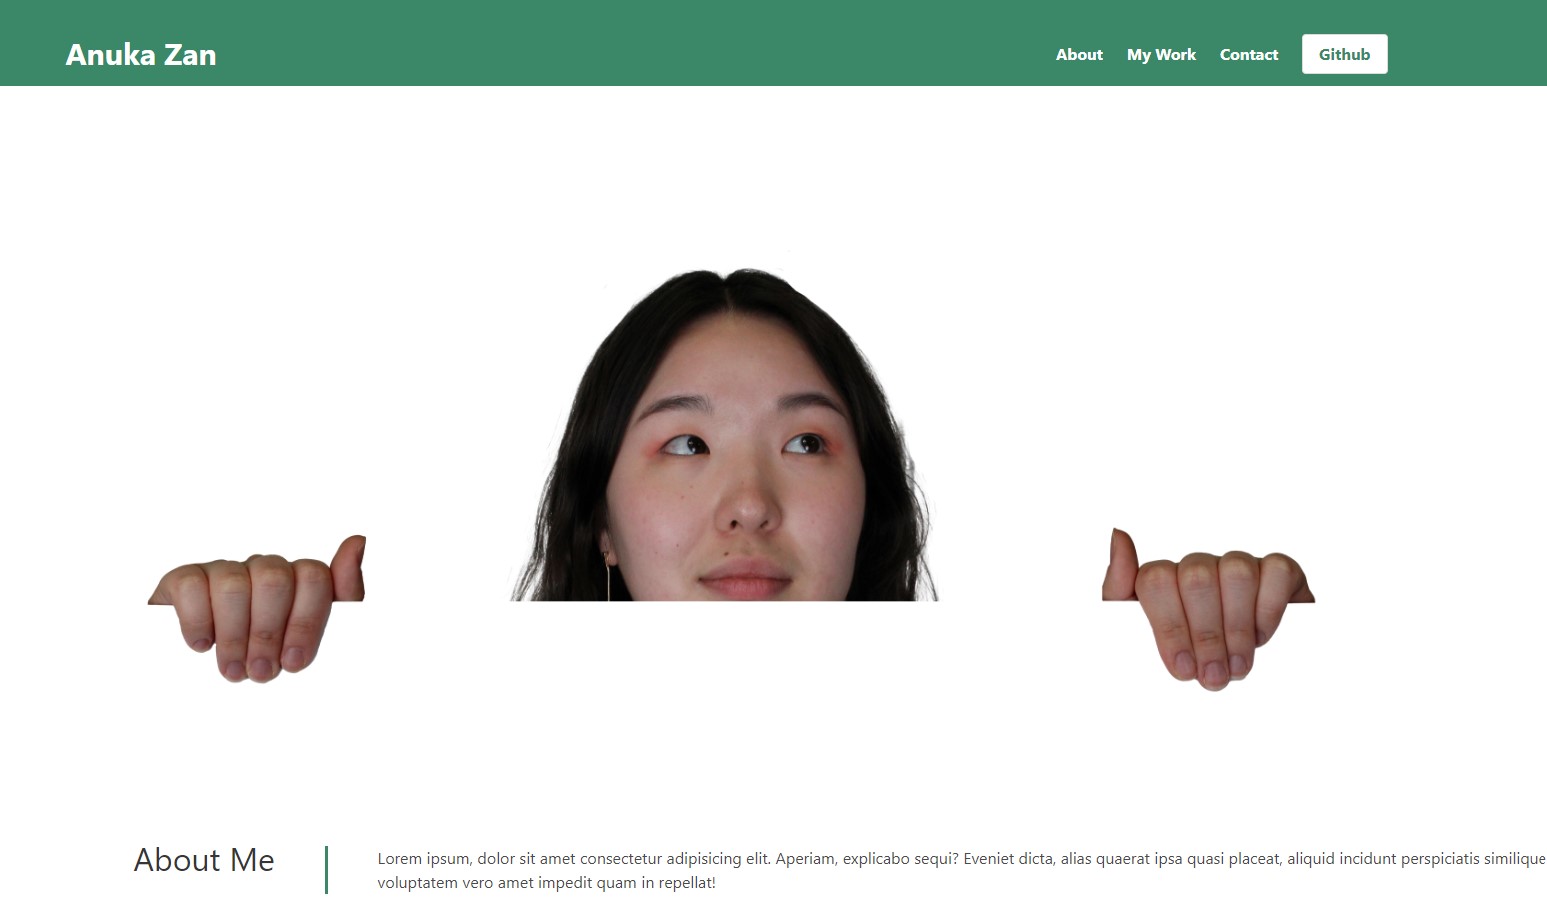 Anuka Zan
About My Work Contact Github
About Me
Lorem ipsum, dolor sit amet consectetur adipisicing elit. Aperiam, explicabo sequi? Eveniet dicta, alias quaerat ipsa quasi placeat, aliquid incidunt perspiciatis similique
voluptatem vero amet impedit quam in repellat!